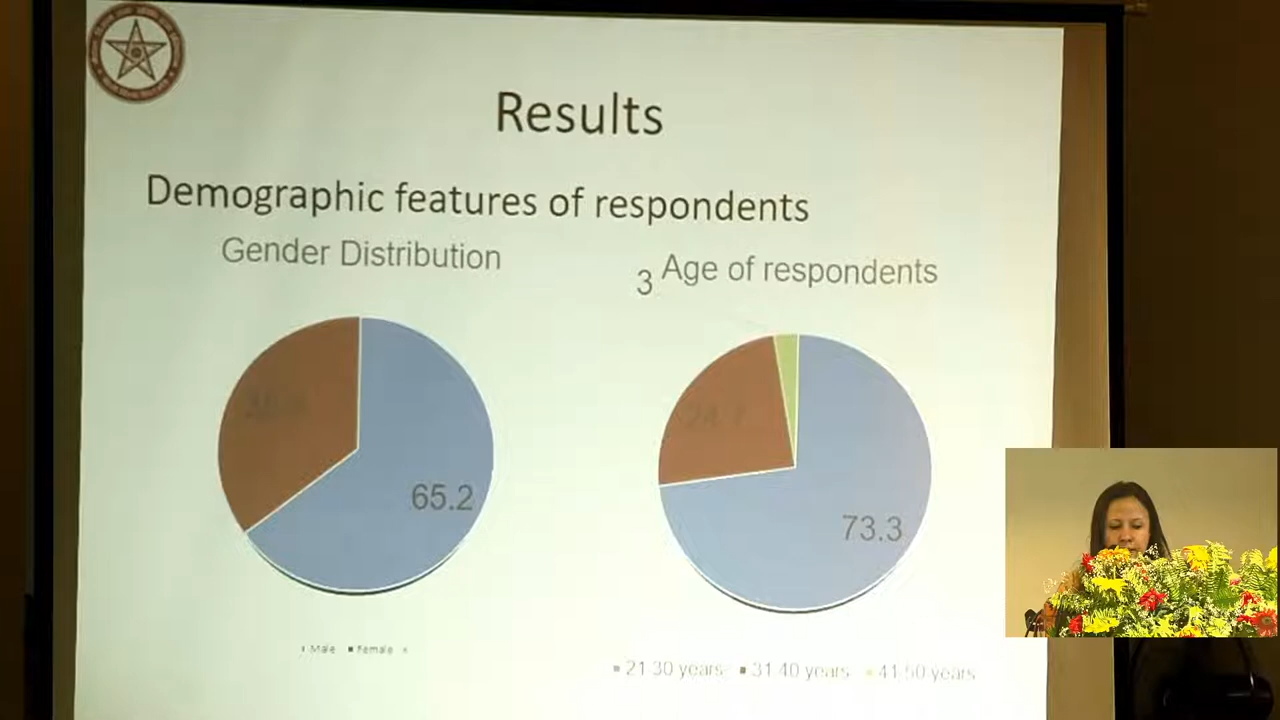 Results
Demographic features of respondents
Gender Distribution
3 Age of respondents
65.2
73.3
Male Female
21-30 years 31-40 years 41-50 years